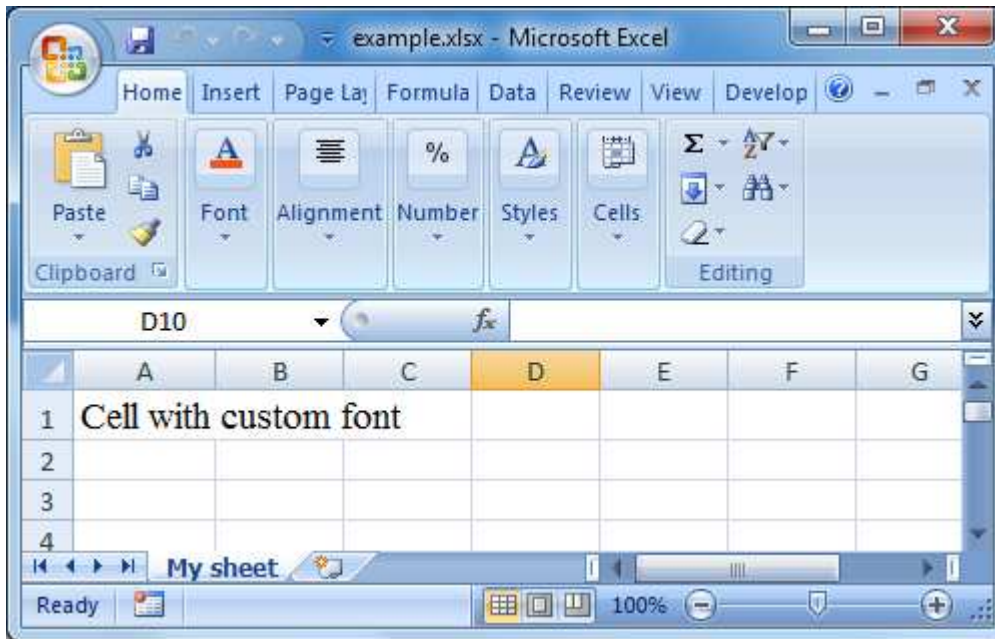 example.xlsx - Microsoft Excel
Home Insert Page Lay Formula Data Review View Develop
Paste Font Alignment Number Styles Cells
Clipboard Editing
D10 fx
A B C D E F G
1 Cell with custom font
2
3
4
My sheet
Ready 100%